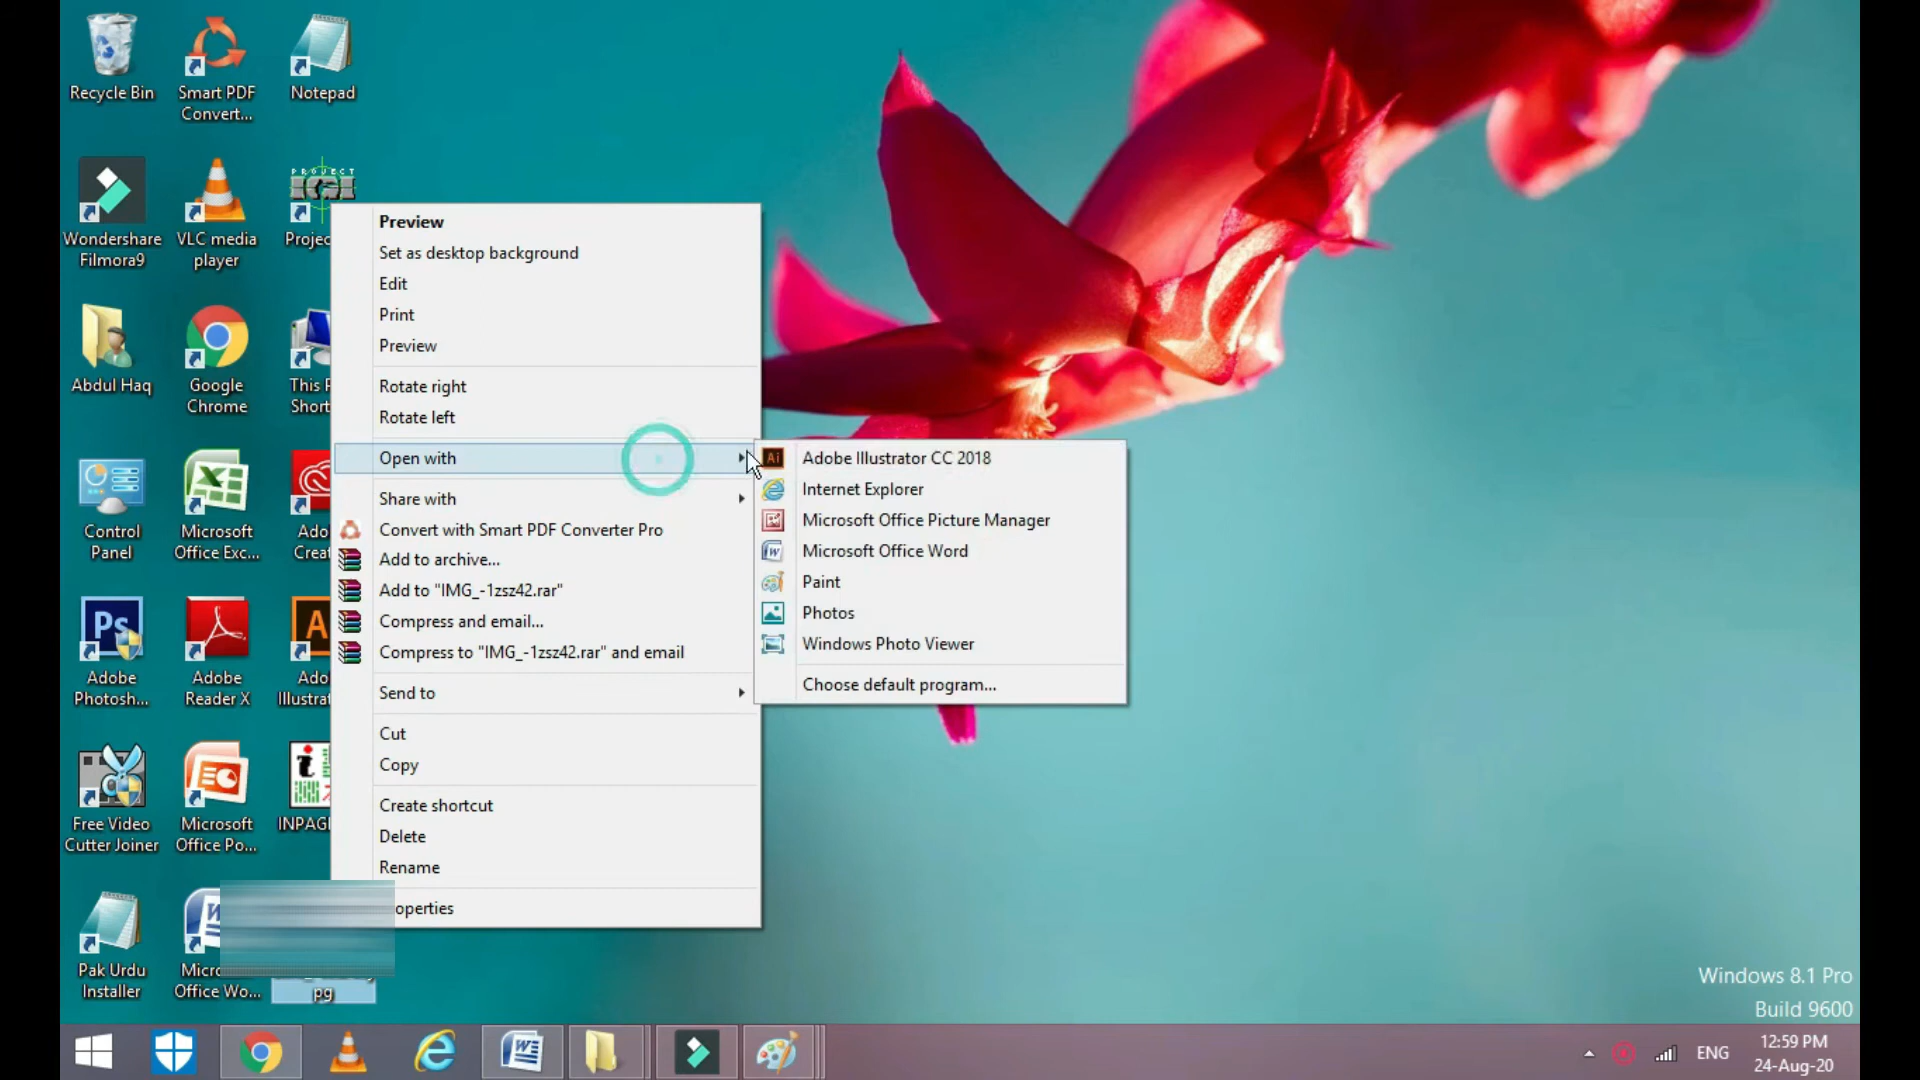 Recycle Bin
Smart PDF
Convert...
Notepad
Wondershare
Filmora9
VLC media
player
PROJECT
IGI
Projec
Abdul Haq
Google
Chrome
This P
Short
Control
Panel
Microsoft
Office Exc...
Ado
Creat
Adobe
Photosh...
Adobe
Reader X
Ado
Illustrat
Free Video
Cutter Joiner
Microsoft
Office Po...
INPAG
Pak Urdu
Installer
Micro
Office Wo...
pg
Preview
Set as desktop background
Edit
Print
Preview
Rotate right
Rotate left
Open with
Share with
Convert with Smart PDF Converter Pro
Add to archive...
Add to "IMG_-1zsz42.rar"
Compress and email...
Compress to "IMG_-1zsz42.rar" and email
Send to
Cut
Copy
Create shortcut
Delete
Rename
operties
Ai
Adobe Illustrator CC 2018
Internet Explorer
Microsoft Office Picture Manager
Microsoft Office Word
Paint
Photos
Windows Photo Viewer
Choose default program...
Windows 8.1 Pro
Build 9600
ENG
12:59 PM
24-Aug-20